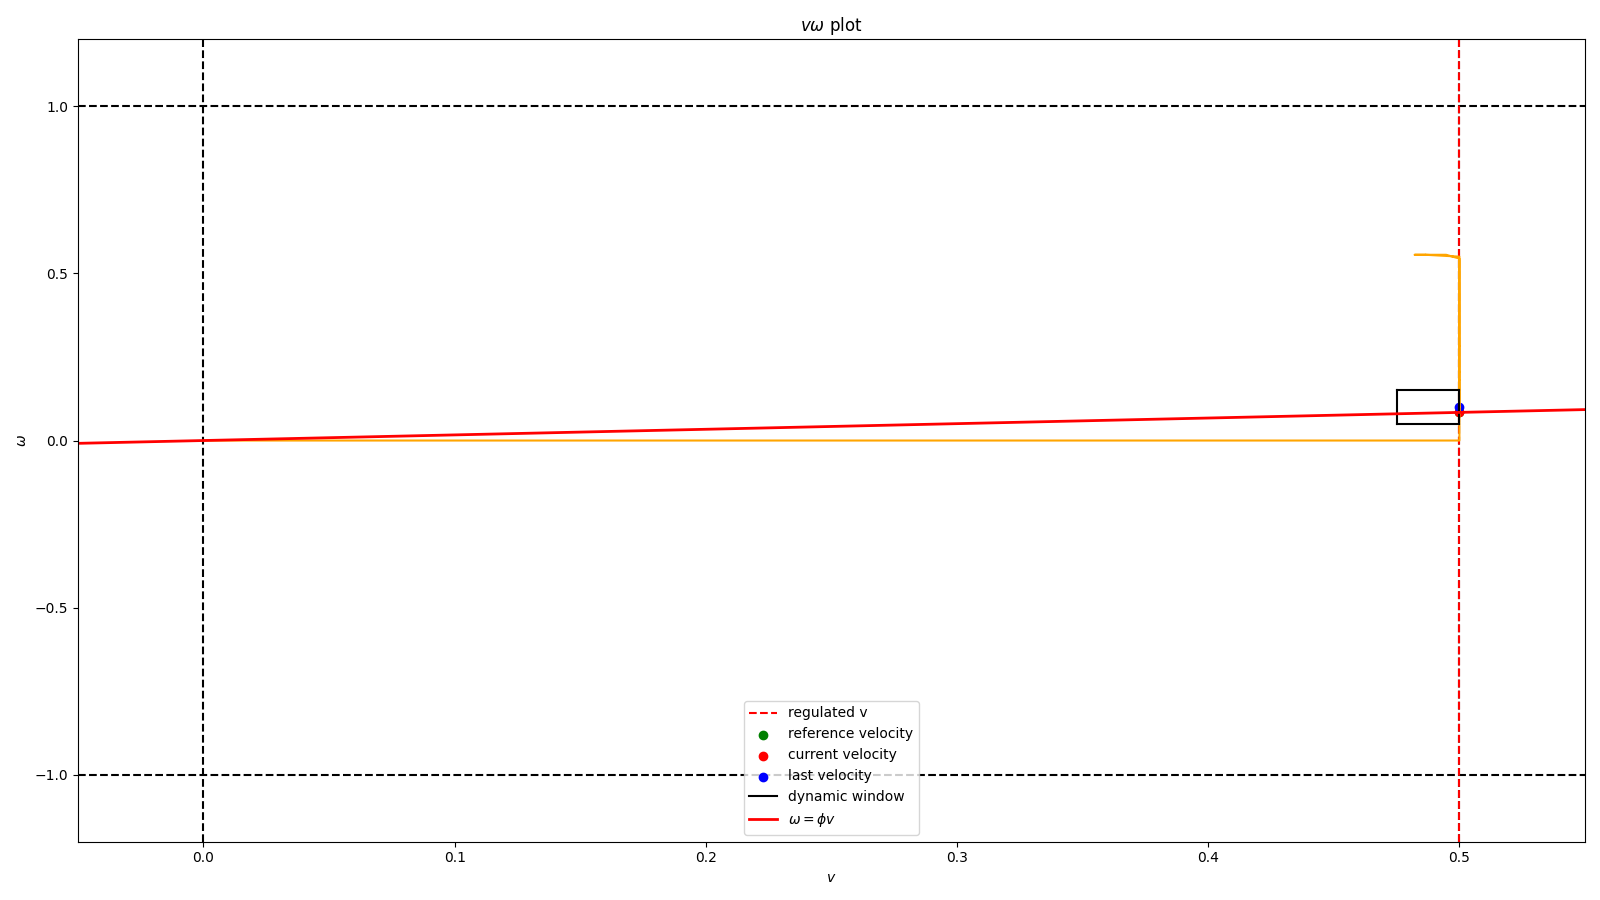 vω plot
1.0
0.5
0.0
−0.5
−1.0
ω
0.0 0.1 0.2 0.3 0.4 0.5
v
regulated v
reference velocity
current velocity
last velocity
dynamic window
ω = ϕv